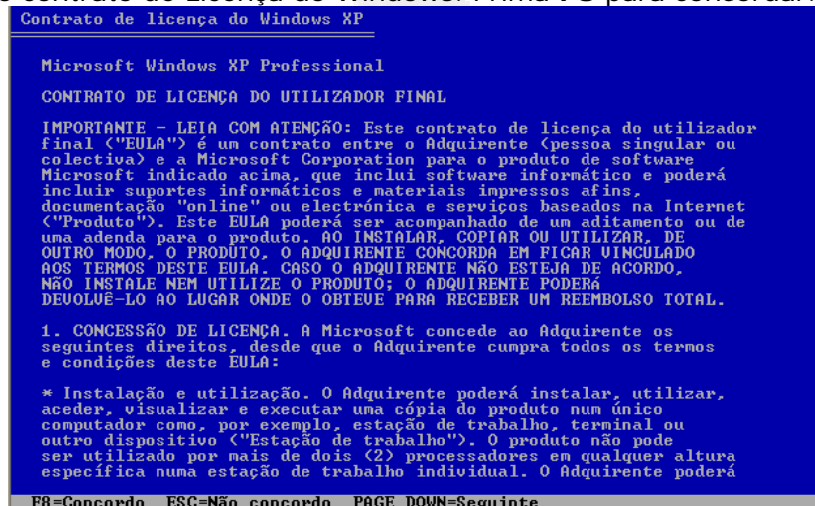 Contrato de licença do Windows XP
Microsoft Windows XP Professional
CONTRATO DE LICENÇA DO UTILIZADOR FINAL
IMPORTANTE - LEIA COM ATENÇÃO: Este contrato de licença do utilizador
final ("EULA") é um contrato entre o Adquirente (pessoa singular ou
colectiva) e a Microsoft Corporation para o produto de software
Microsoft indicado acima, que inclui software informático e poderá
incluir suportes informáticos e materiais impressos afins,
documentação "online" ou electrónica e serviços baseados na Internet
("Produto"). Este EULA poderá ser acompanhado de um aditamento ou de
uma adenda para o produto. AO INSTALAR, COPIAR OU UTILIZAR, DE
OUTRO MODO, O PRODUTO, O ADQUIRENTE CONCORDA EM FICAR VINCULADO
AOS TERMOS DESTE EULA. CASO O ADQUIRENTE NãO ESTEJA DE ACORDO,
NãO INSTALE NEM UTILIZE O PRODUTO; O ADQUIRENTE PODERá
DEVOLVÊ-LO AO LUGAR ONDE O OBTEVE PARA RECEBER UM REEMBOLSO TOTAL.
1. CONCESSãO DE LICENÇA. A Microsoft concede ao Adquirente os
seguintes direitos, desde que o Adquirente cumpra todos os termos
e condições deste EULA:
* Instalação e utilização. O Adquirente poderá instalar, utilizar,
aceder, visualizar e executar uma cópia do produto num único
computador como, por exemplo, estação de trabalho, terminal ou
outro dispositivo ("Estação de trabalho"). O produto não pode
ser utilizado por mais de dois (2) processadores em qualquer altura
específica numa estação de trabalho individual. O Adquirente poderá
F8=Concordo ESC=Não concordo PAGE DOWN=Seguinte